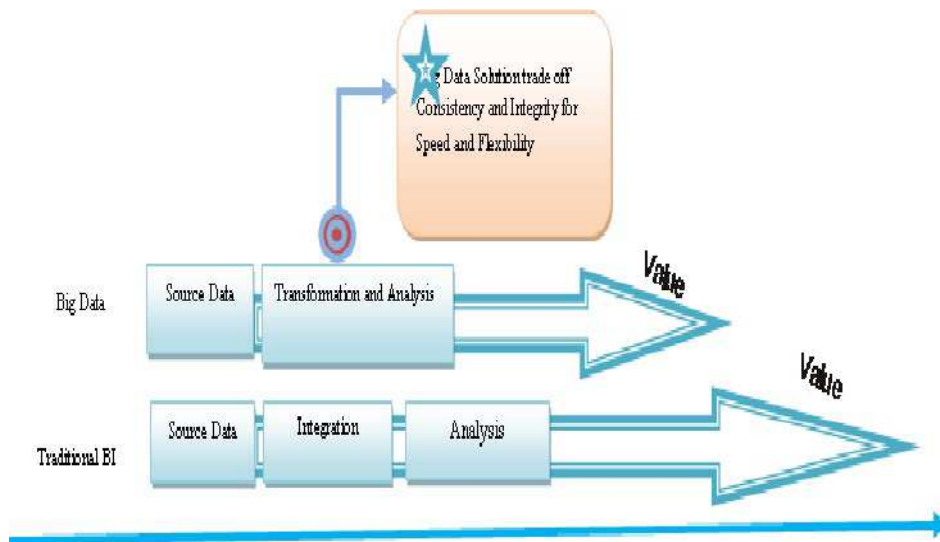 Data Solution trade off
Consistency and Integrity for
Speed and Flexibility
Value
Big Data
Source Data
Transformation and Analysis
Value
Traditional BI
Source Data
Integration
Analysis